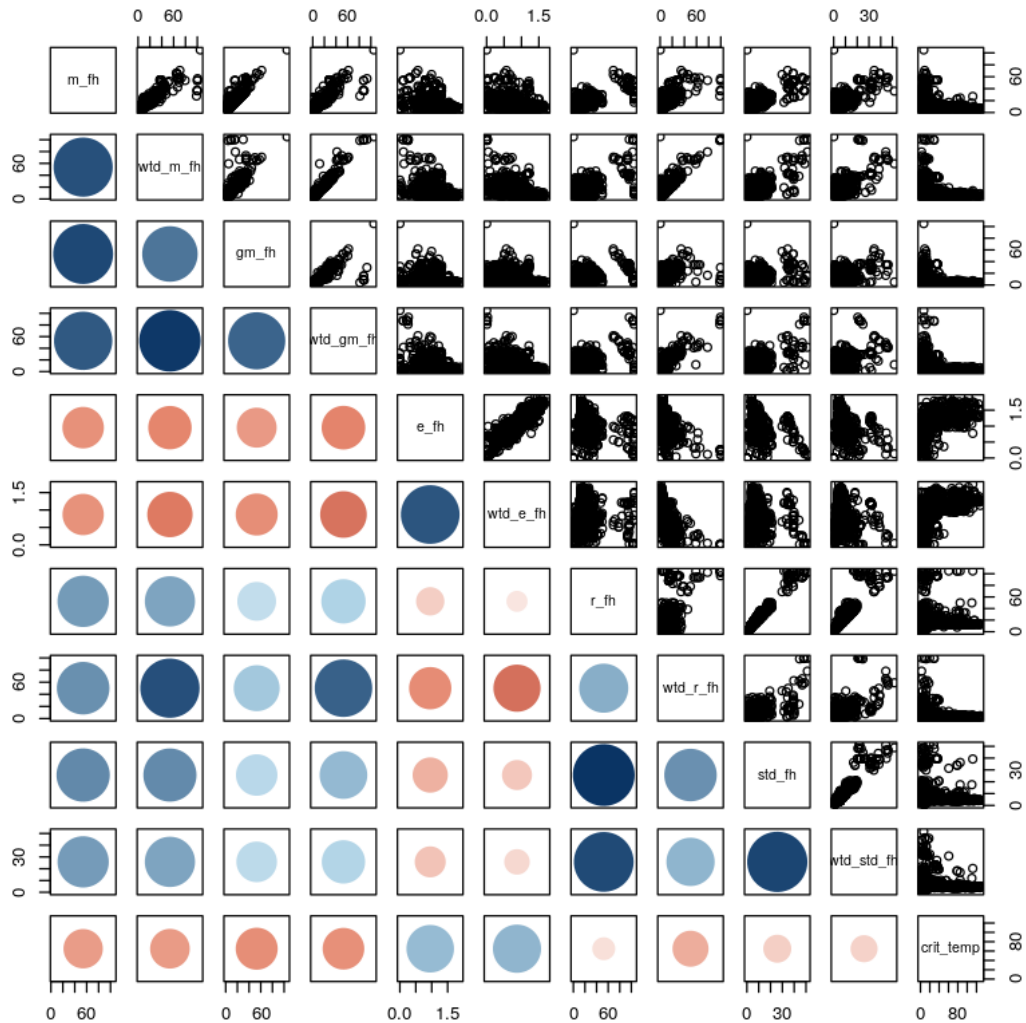 0 60 0 60 0.0 1.5 0 60 0 30
m_fh 0 60
0 60 wtd_m_fh
gm_fh 0 60
0 60 wtd_gm_fh
e_fh 0.0 1.5
0.0 1.5 wtd_e_fh
r_fh 0 60
0 60 wtd_r_fh
std_fh 0 30
0 30 wtd_std_fh
crit_temp 0 80
0 60 0 60 0.0 1.5 0 60 0 30 0 80